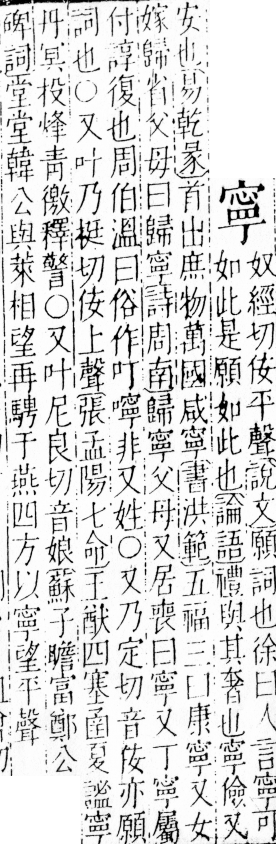 寧
奴經切佞平聲說文願詞也徐曰人言寧可
如此是願如此也論語禮與其奢也寧儉又
安也易乾彖首出庶物萬國咸寧書洪範五福三曰康寧又女
嫁歸省父母曰歸寧詩周南歸寧父母又居喪曰寧又丁寧屬
付諄復也周伯溫曰俗作叮嚀非又姓○又乃定切音佞亦願
詞也○又叶乃梃切佞上聲張孟陽七命王猷四塞函夏謐寧
丹冥投烽青徼釋警○又叶尼良切音娘蘇子瞻富鄭公
碑詞堂堂韓公與萊相望再騁于燕四方以寧望平聲